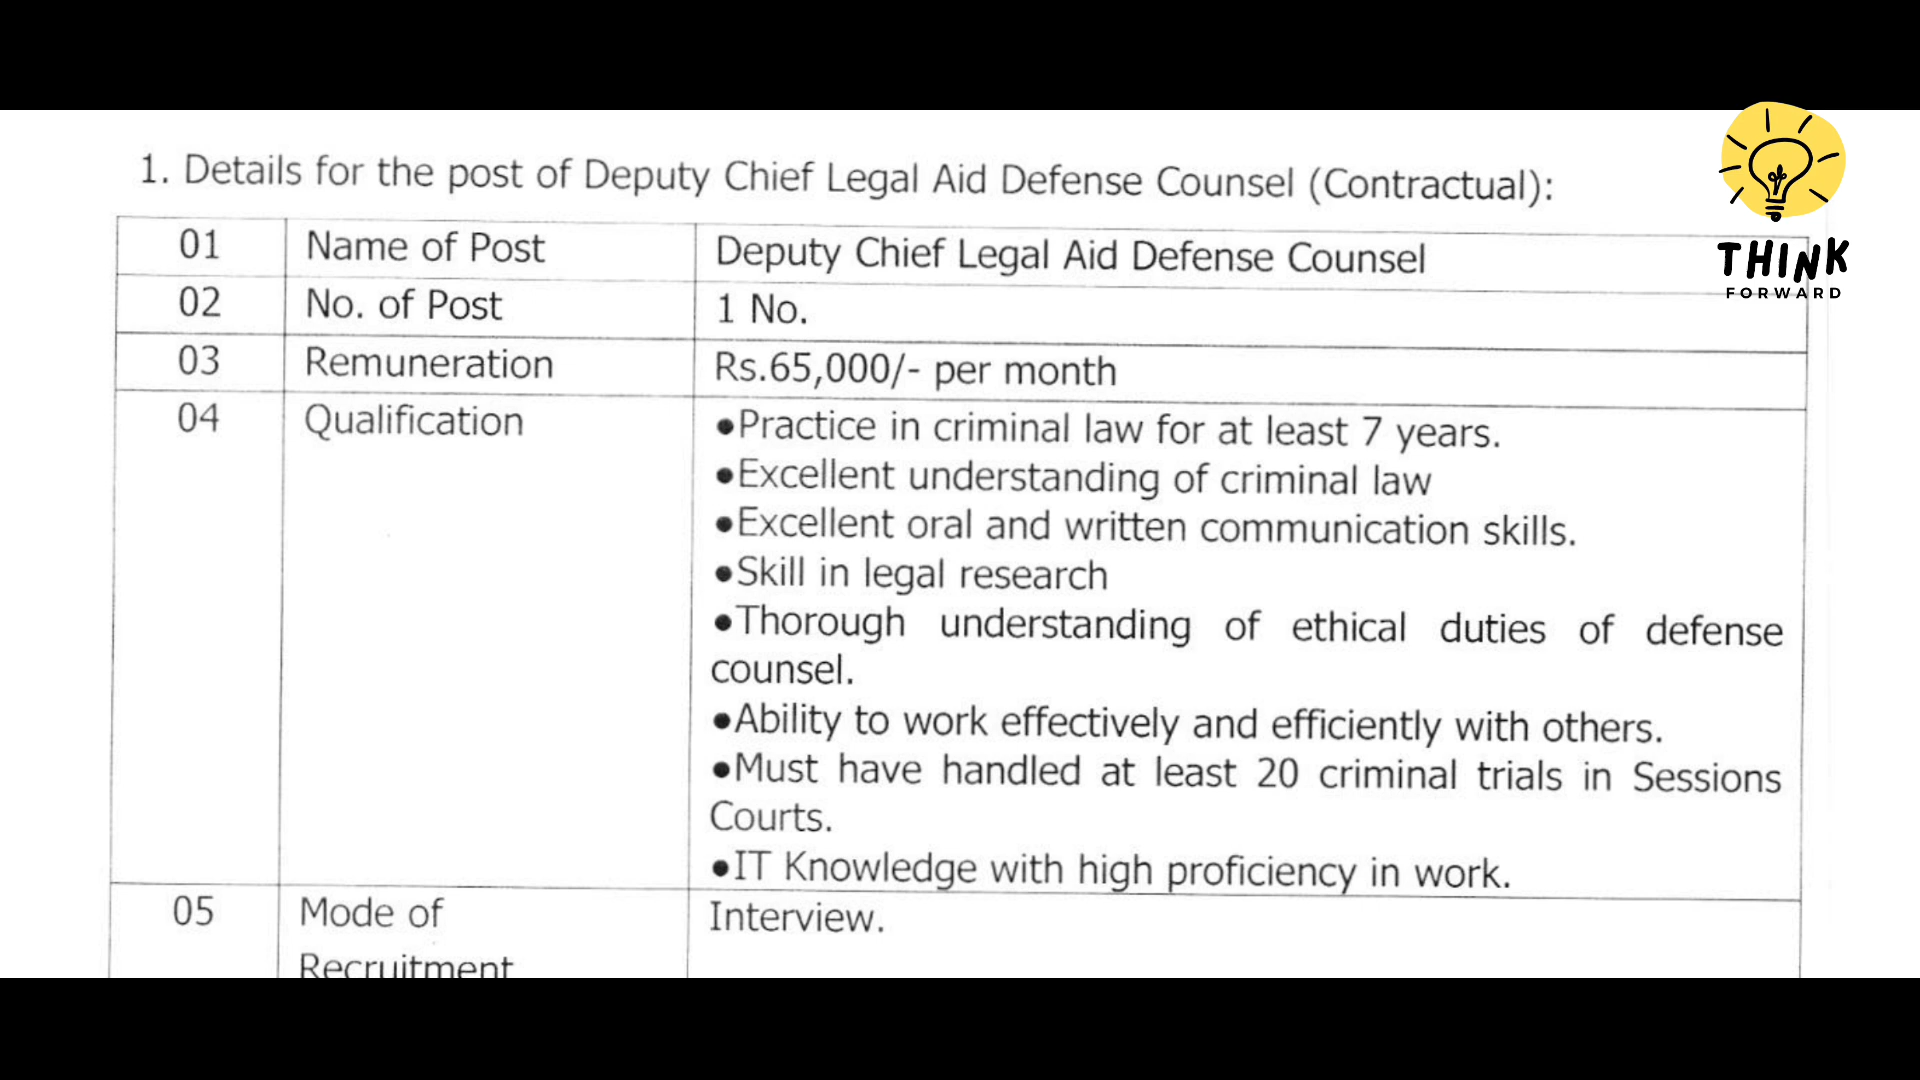 1. Details for the post of Deputy Chief Legal Aid Defense Counsel (Contractual):
01 Name of Post Deputy Chief Legal Aid Defense Counsel
02 No. of Post 1 No.
03 Remuneration Rs.65,000/- per month
04 Qualification •Practice in criminal law for at least 7 years.
•Excellent understanding of criminal law
•Excellent oral and written communication skills.
•Skill in legal research
•Thorough understanding of ethical duties of defense
counsel.
•Ability to work effectively and efficiently with others.
•Must have handled at least 20 criminal trials in Sessions
Courts.
•IT Knowledge with high proficiency in work.
05 Mode of Interview.
Recruitment
THINK
FORWARD